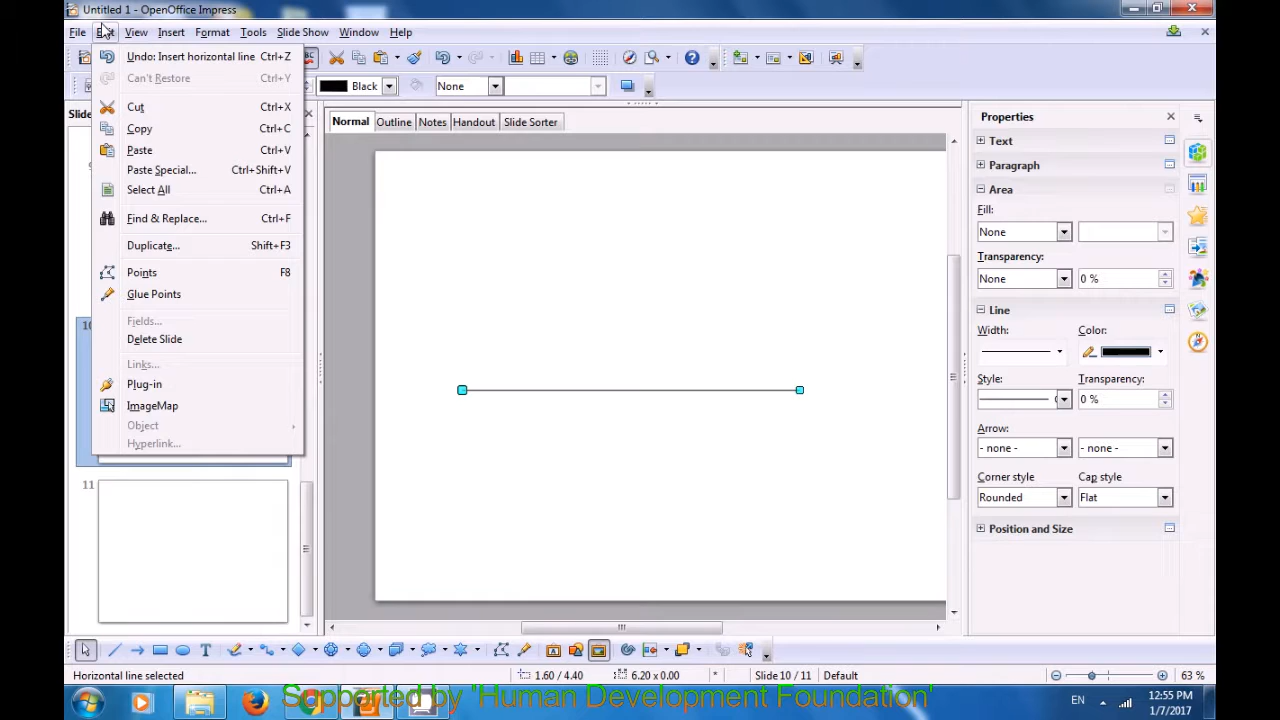 Untitled 1 - OpenOffice Impress
File Edit View Insert Format Tools Slide Show Window Help
Undo: Insert horizontal line Ctrl+Z
Can't Restore Ctrl+Y
Cut Ctrl+X
Copy Ctrl+C
Paste Ctrl+V
Paste Special... Ctrl+Shift+V
Select All Ctrl+A
Find & Replace... Ctrl+F
Duplicate... Shift+F3
Points F8
Glue Points
Fields...
Delete Slide
Links...
Plug-in
ImageMap
Object
Hyperlink...
Black
None
Slide
10
11
Normal Outline Notes Handout Slide Sorter
Properties
Text
Paragraph
Area
Fill:
None
Transparency:
None 0 %
Line
Width: Color:
Style: Transparency:
0 %
Arrow:
- none - - none -
Corner style Cap style
Rounded Flat
Position and Size
Horizontal line selected 1.60 / 4.40 6.20 x 0.00 * Slide 10 / 11 Default 63 %
EN
12:55 PM
1/7/2017
Supported by 'Human Development Foundation'